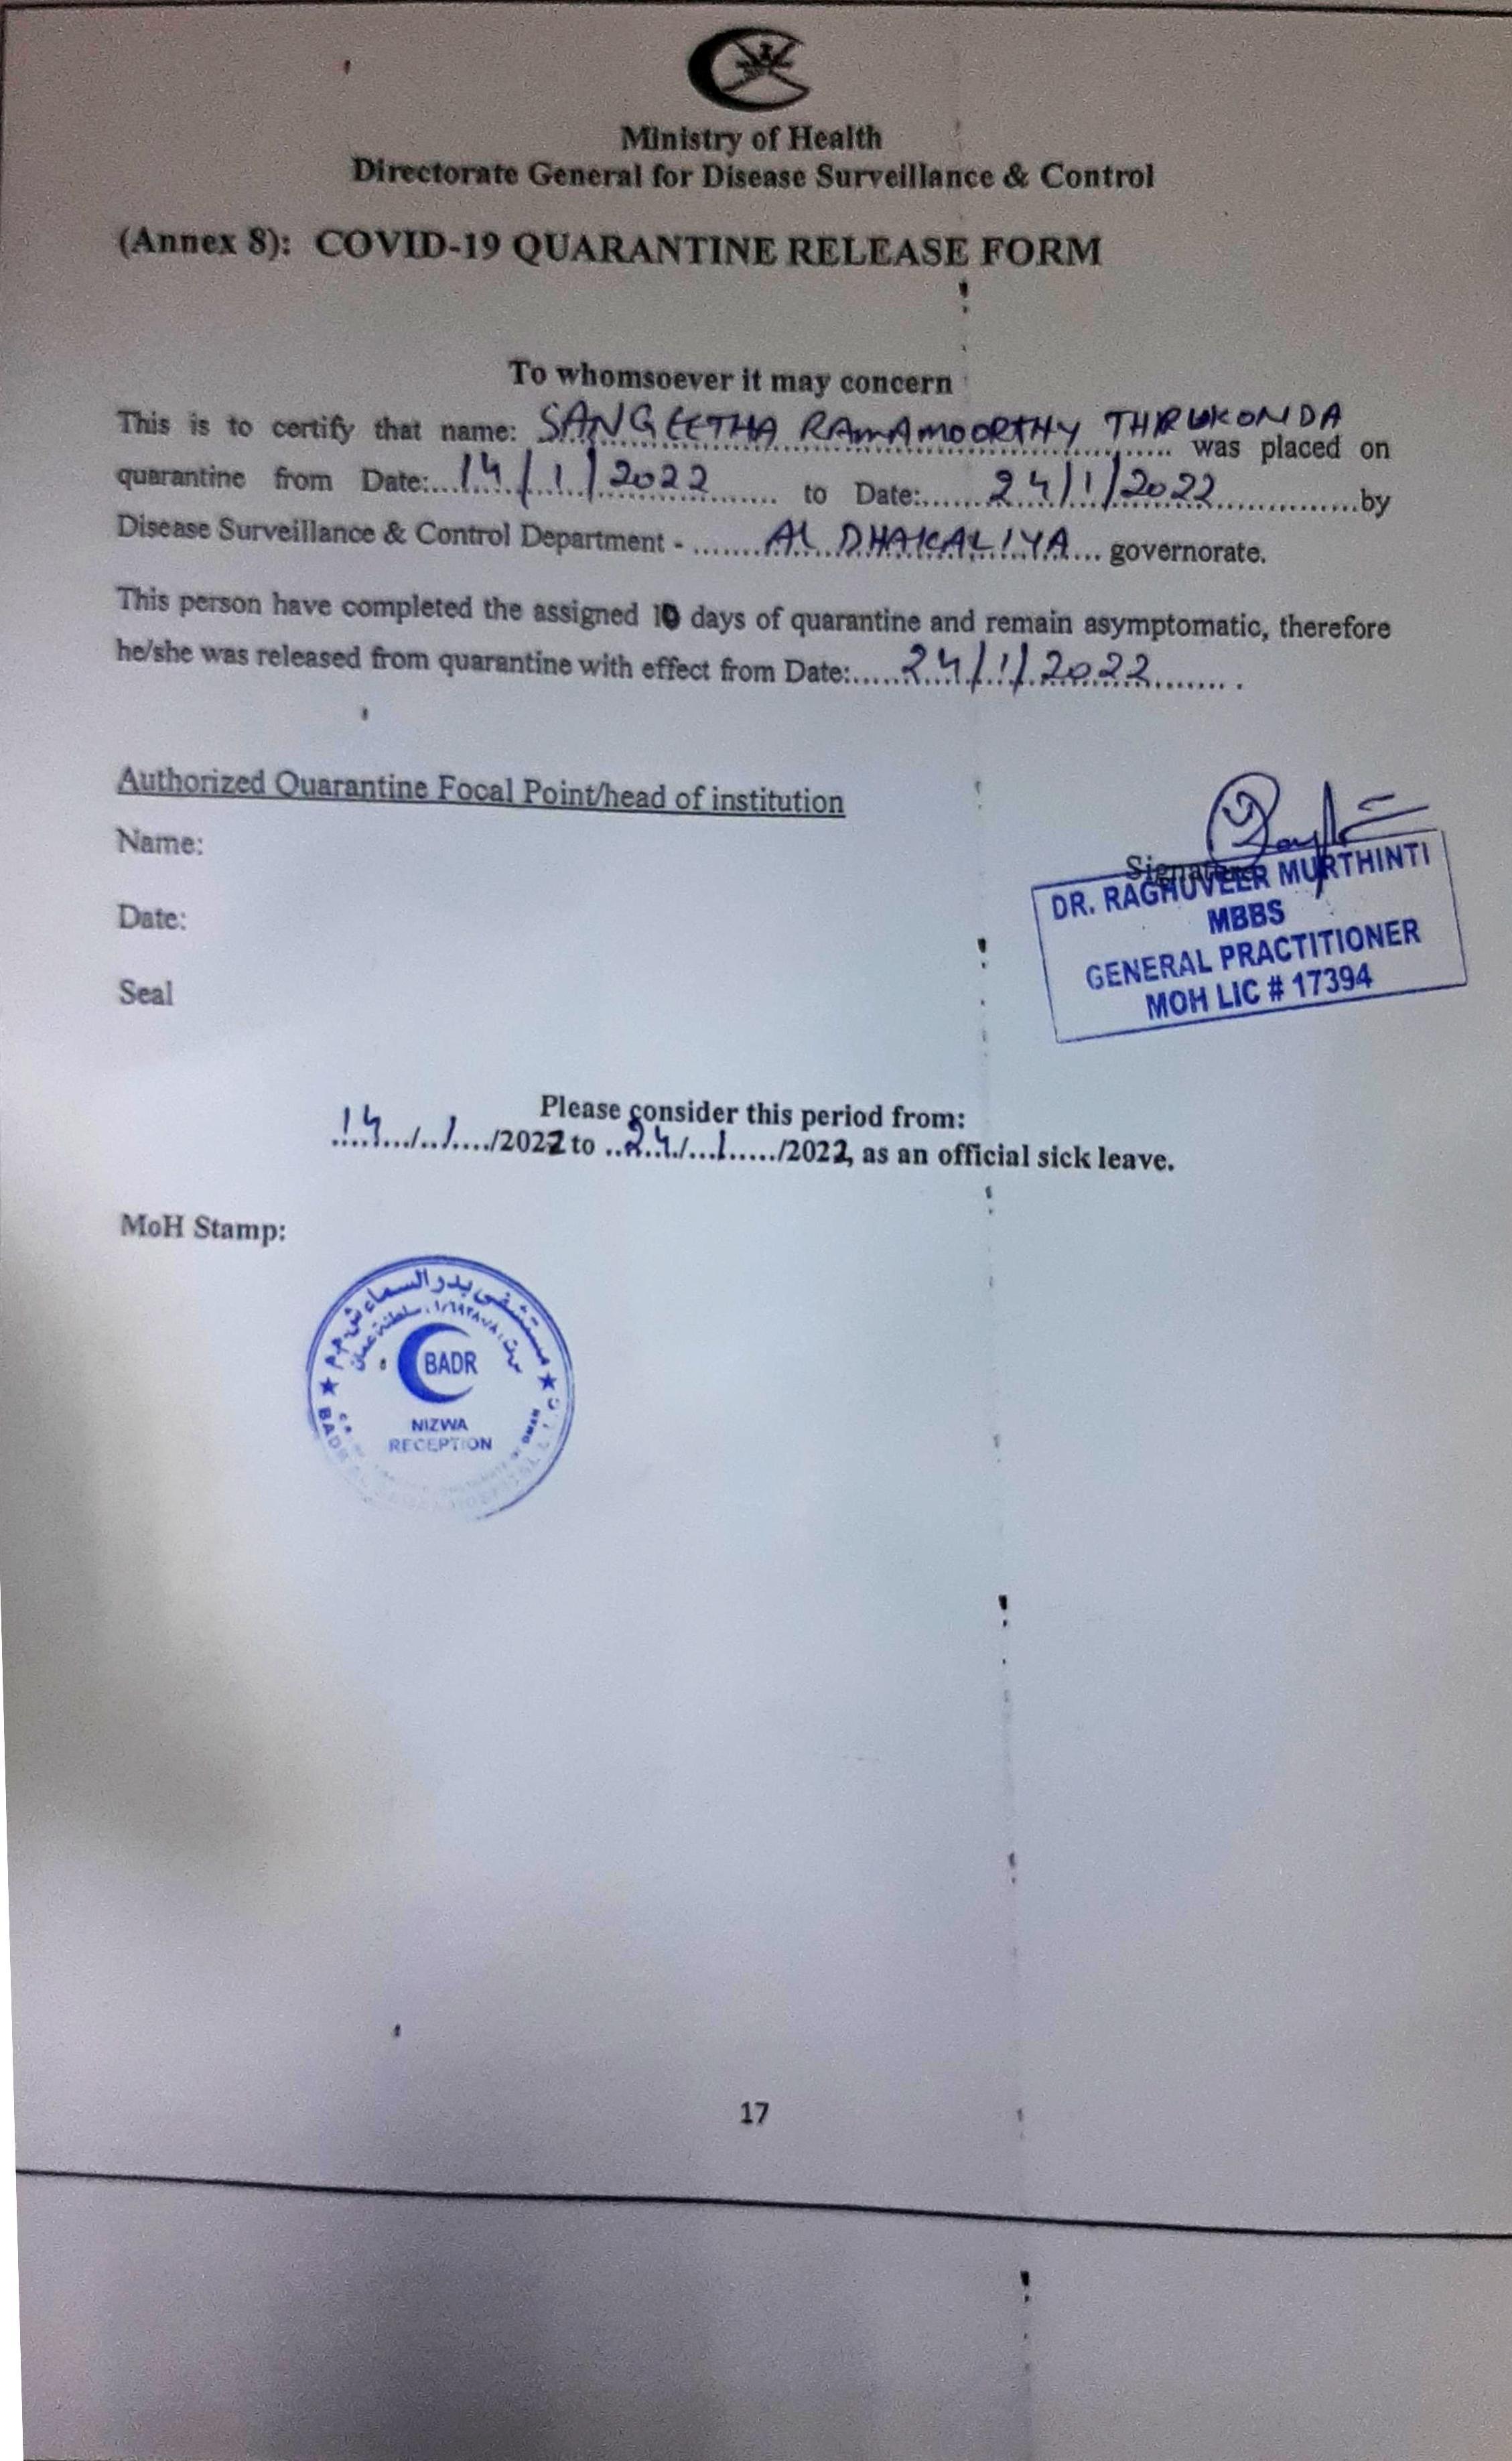 Ministry of Health
Directorate General for Disease Surveillance & Control
(Annex 8): COVID-19 QUARANTINE RELEASE FORM
To whomsoever it may concern
This is to certify that name: SANGEETHA RAMAMOORTHY THIRUKONDA was placed on
quarantine from Date:...14/1/2022........ to Date:......24/1/2022...............by
Disease Surveillance & Control Department - .......AL DHAKALIYA... governorate.
This person have completed the assigned 10 days of quarantine and remain asymptomatic, therefore
he/she was released from quarantine with effect from Date:.....24/1/2022........ .
Authorized Quarantine Focal Point/head of institution
Name:
Signature
Date:
Seal
DR. RAGHUVEER MURTHINTI
MBBS
GENERAL PRACTITIONER
MOH LIC # 17394
Please consider this period from:
14/1/2022 to 24/1/2022, as an official sick leave.
MoH Stamp:
مستشفى بدر السماء ش.م.م
سلطنة عمان
BADR
NIZWA
RECEPTION
BADR
17